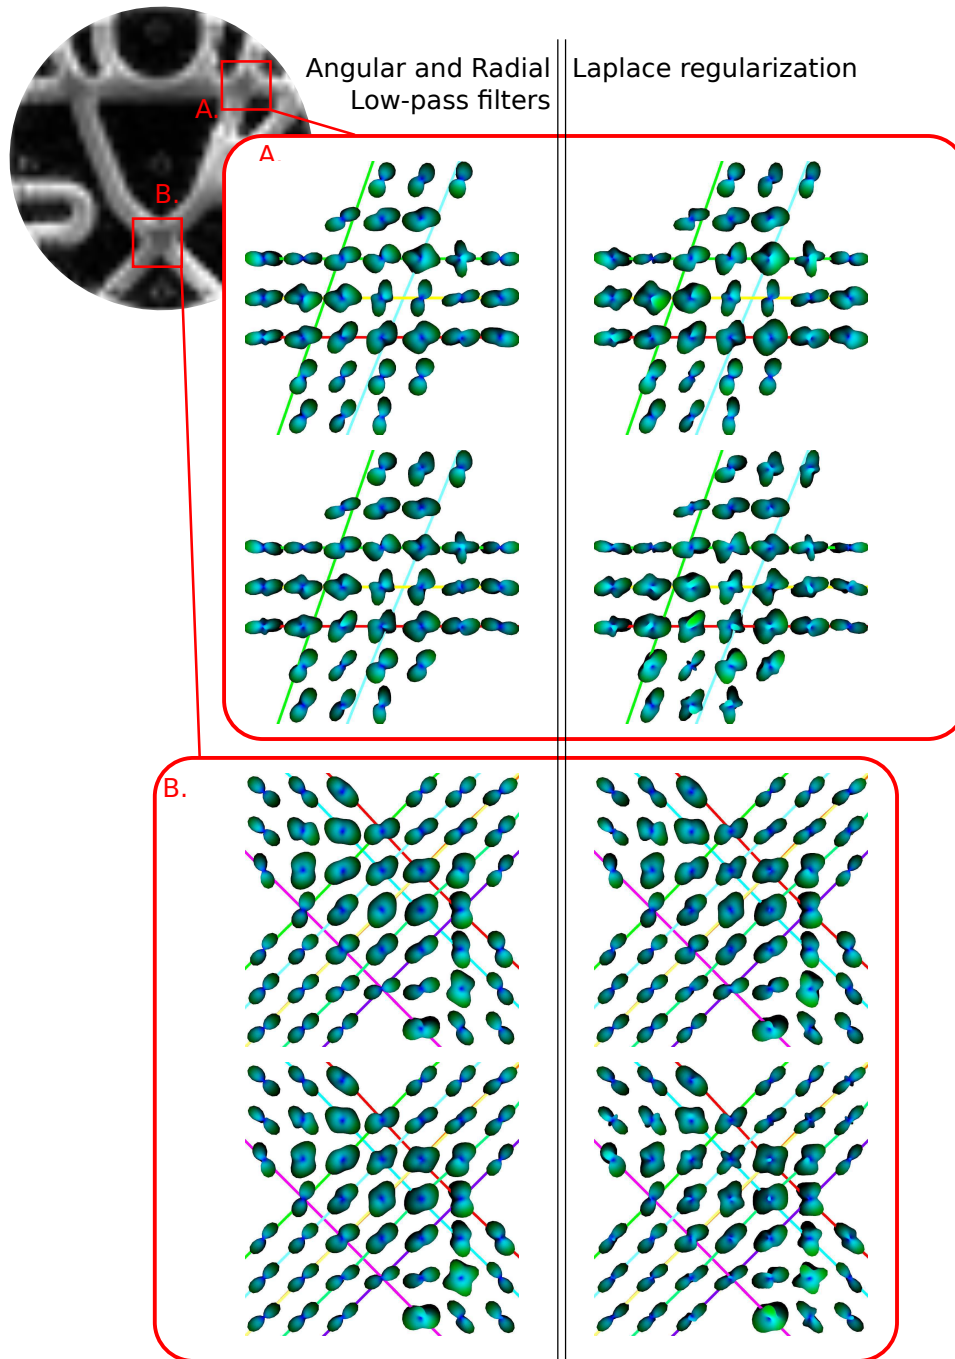 Angular and Radial
Low-pass filters
Laplace regularization
A.
B.
A.
B.